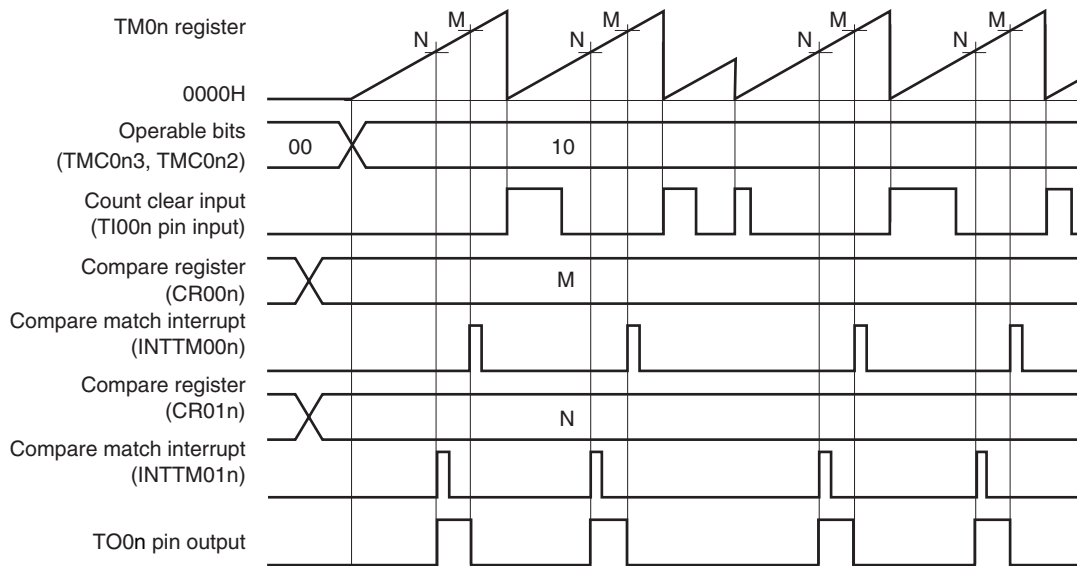 TM0n register
N M N M N M N M
0000H
Operable bits
(TMC0n3, TMC0n2)
00 10
Count clear input
(TI00n pin input)
Compare register
(CR00n)
M
Compare match interrupt
(INTTM00n)
Compare register
(CR01n)
N
Compare match interrupt
(INTTM01n)
TO0n pin output